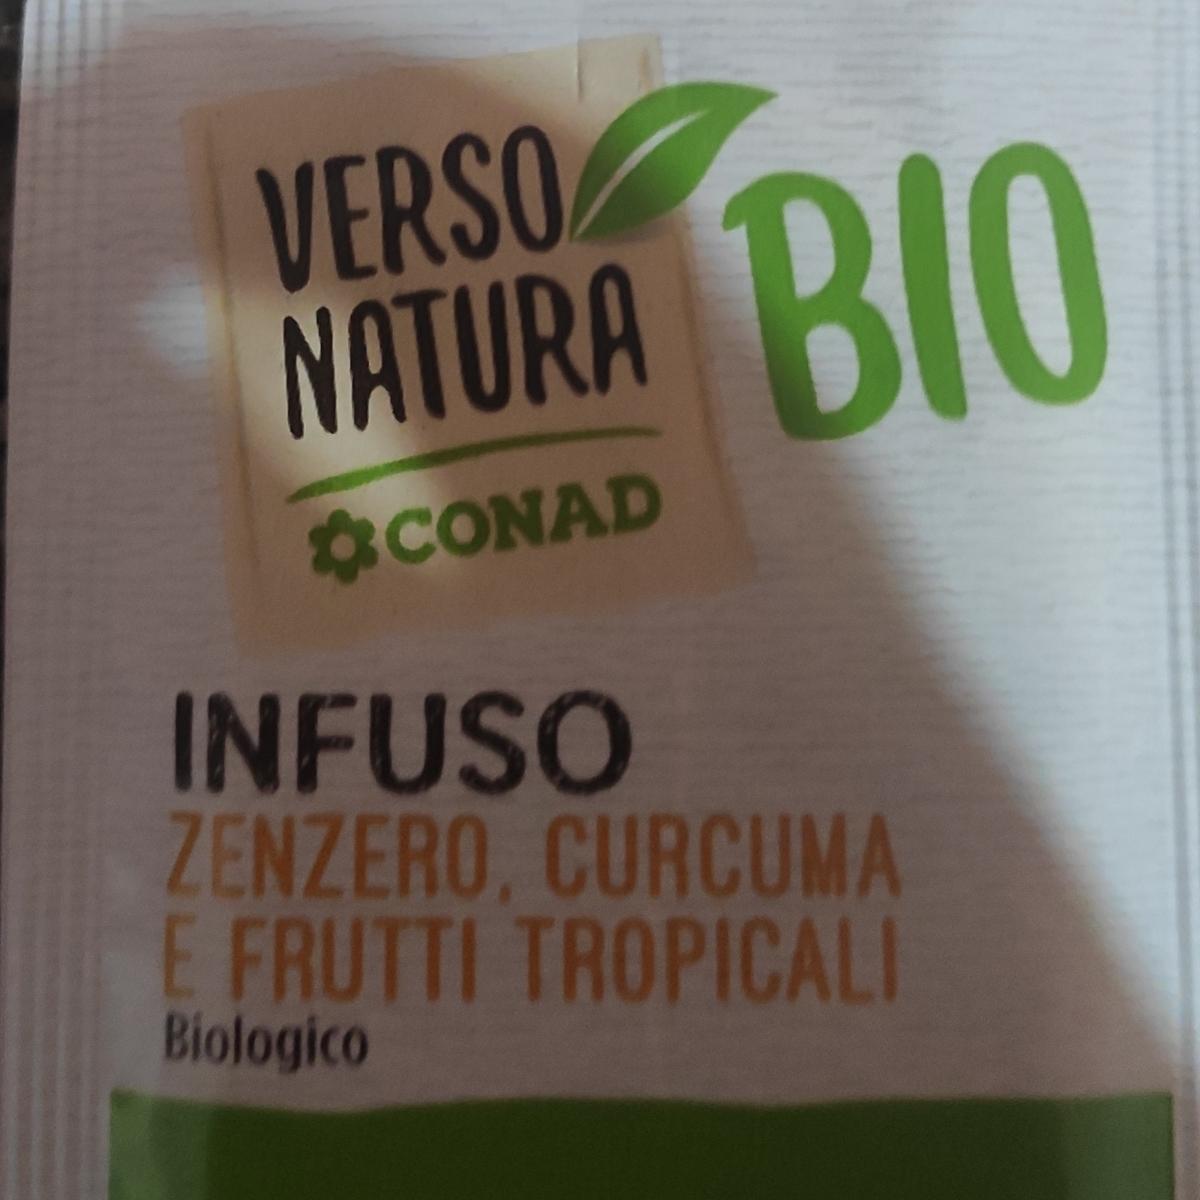 VERSO
NATURA
CONAD
BIO
INFUSO
ZENZERO, CURCUMA
E FRUTTI TROPICALI
Biologico